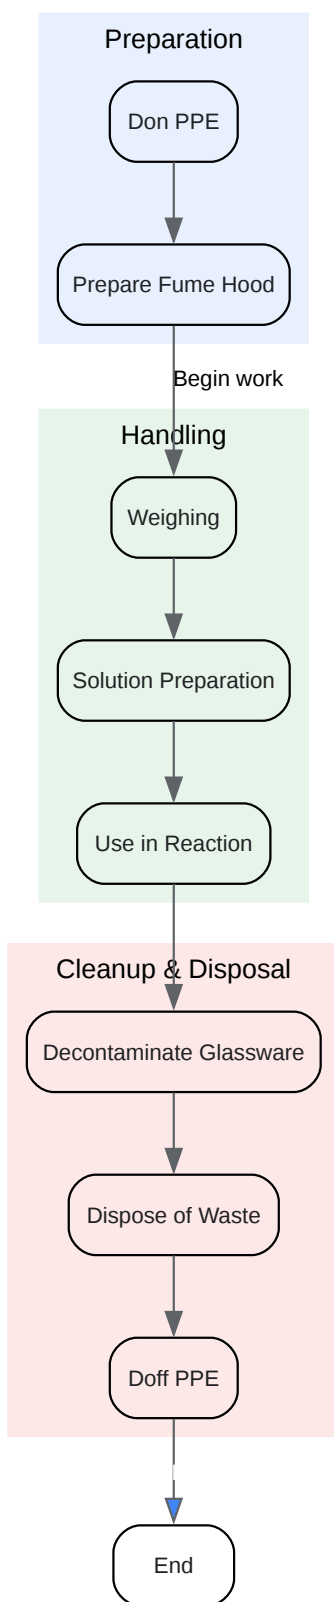 Preparation
Don PPE
Prepare Fume Hood
Begin work
Handling
Weighing
Solution Preparation
Use in Reaction
Cleanup & Disposal
Decontaminate Glassware
Dispose of Waste
Doff PPE
End